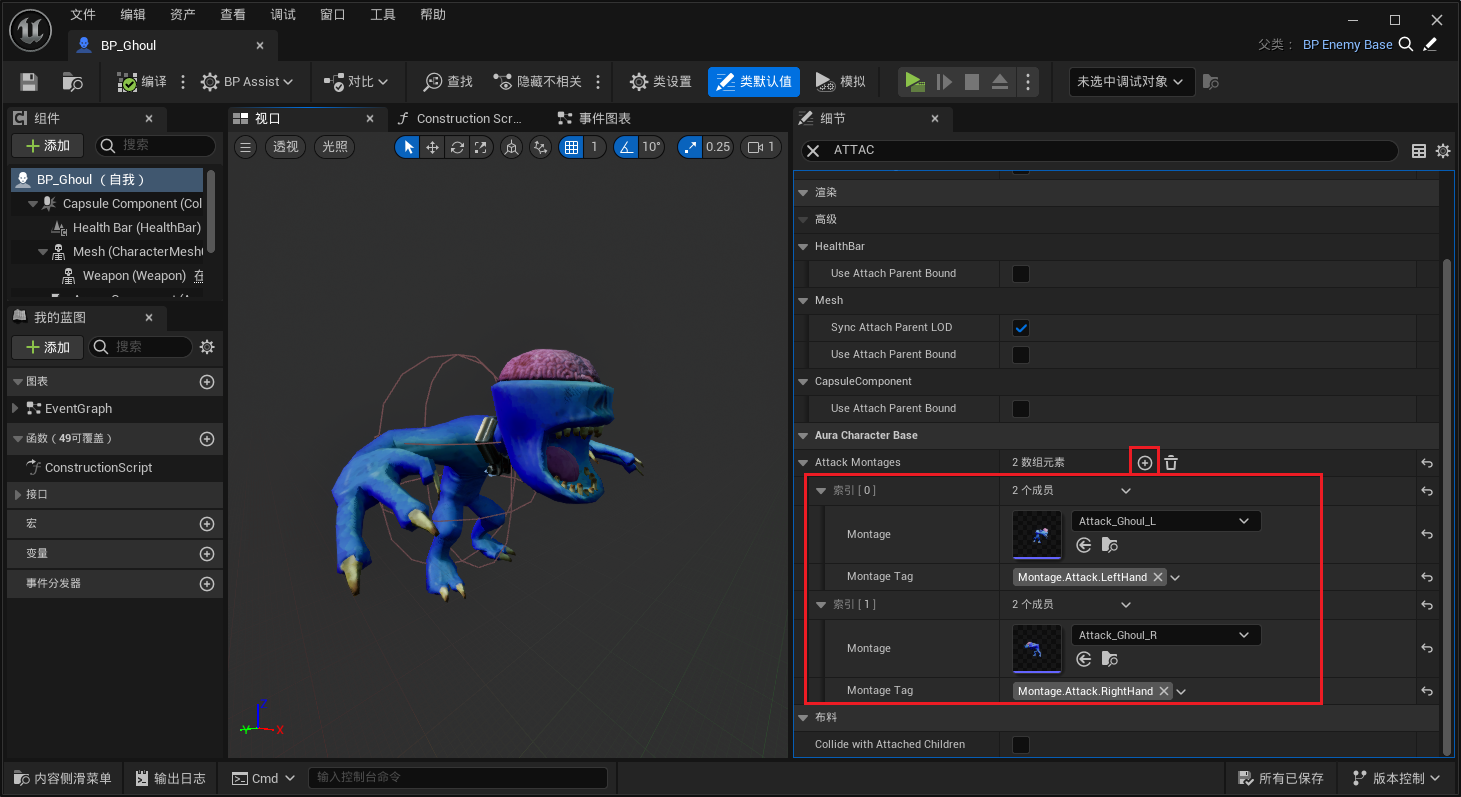 文件 编辑 资产 查看 调试 窗口 工具 帮助
BP_Ghoul
父类： BP Enemy Base
编译 BP Assist 对比 查找 隐藏不相关 类设置 类默认值 模拟 未选中调试对象
组件
添加 搜索
BP_Ghoul （自我）
Capsule Component (Col
Health Bar (HealthBar)
Mesh (CharacterMesh
Weapon (Weapon) 在
我的蓝图
添加 搜索
图表
EventGraph
函数（49可覆盖）
ConstructionScript
接口
宏
变量
事件分发器
视口 Construction Scr... 事件图表
透视 光照 1 10° 0.25 1
Z
Y X
细节
ATTAC
渲染
高级
HealthBar
Use Attach Parent Bound
Mesh
Sync Attach Parent LOD
Use Attach Parent Bound
CapsuleComponent
Use Attach Parent Bound
Aura Character Base
Attack Montages 2 数组元素
索引 [ 0 ] 2 个成员
Montage Attack_Ghoul_L
Montage Tag Montage.Attack.LeftHand
索引 [ 1 ] 2 个成员
Montage Attack_Ghoul_R
Montage Tag Montage.Attack.RightHand
布料
Collide with Attached Children
内容侧滑菜单 输出日志 Cmd 输入控制台命令 所有已保存 版本控制